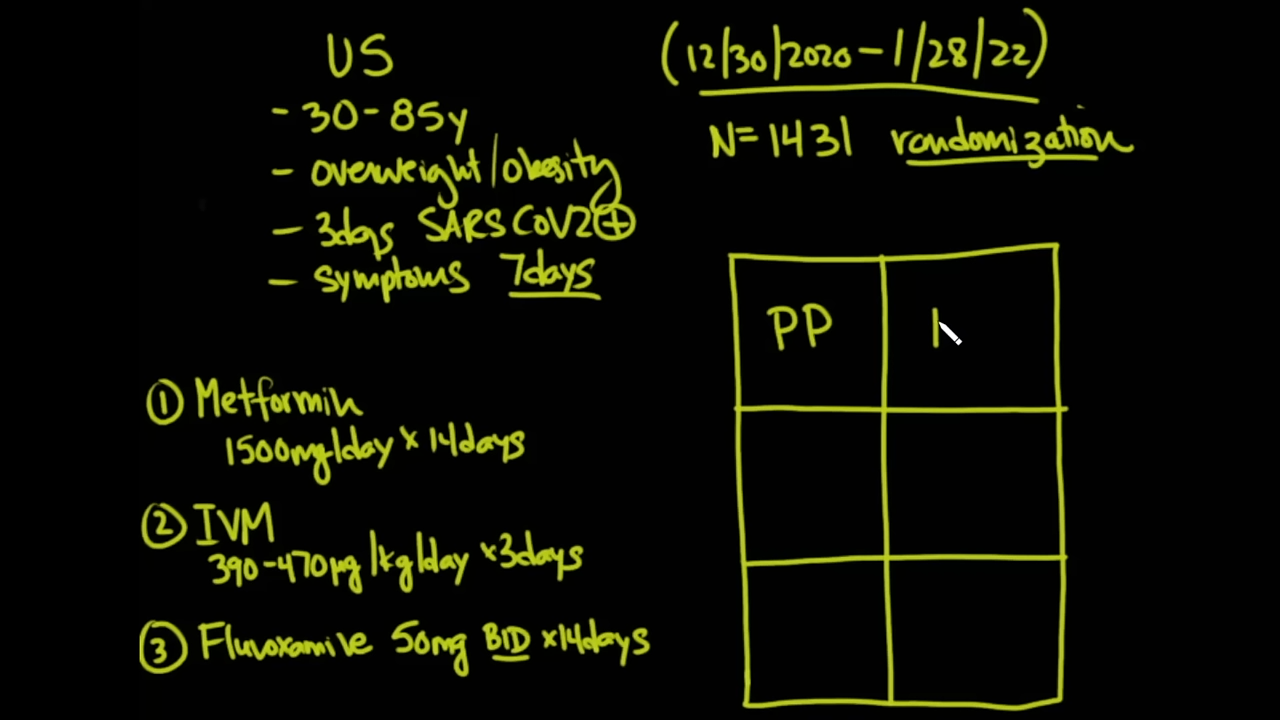 US
- 30-85y
- overweight/obesity
- 3days SARS CoV2⊕
- symptoms 7days
① Metformin
1500mg/day × 14days
② IVM
390-470µg/kg/day ×3days
③ Fluvoxamine 50mg BID ×14days
(12/30/2020 - 1/28/22)
N=1431 randomization
PP